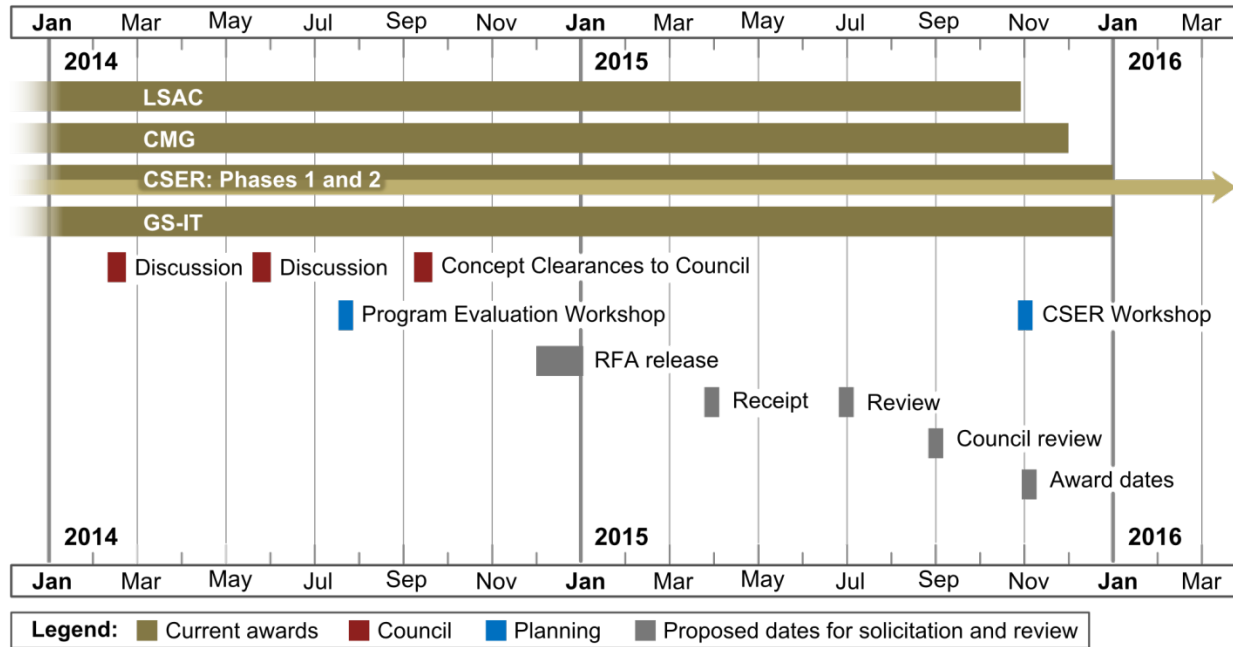 Jan Mar May Jul Sep Nov Jan Mar May Jul Sep Nov Jan Mar
2014 2015 2016
LSAC
CMG
CSER: Phases 1 and 2
GS-IT
Discussion Discussion Concept Clearances to Council
Program Evaluation Workshop CSER Workshop
RFA release
Receipt Review
Council review
Award dates
2014 2015 2016
Jan Mar May Jul Sep Nov Jan Mar May Jul Sep Nov Jan Mar
Legend: Current awards Council Planning Proposed dates for solicitation and review